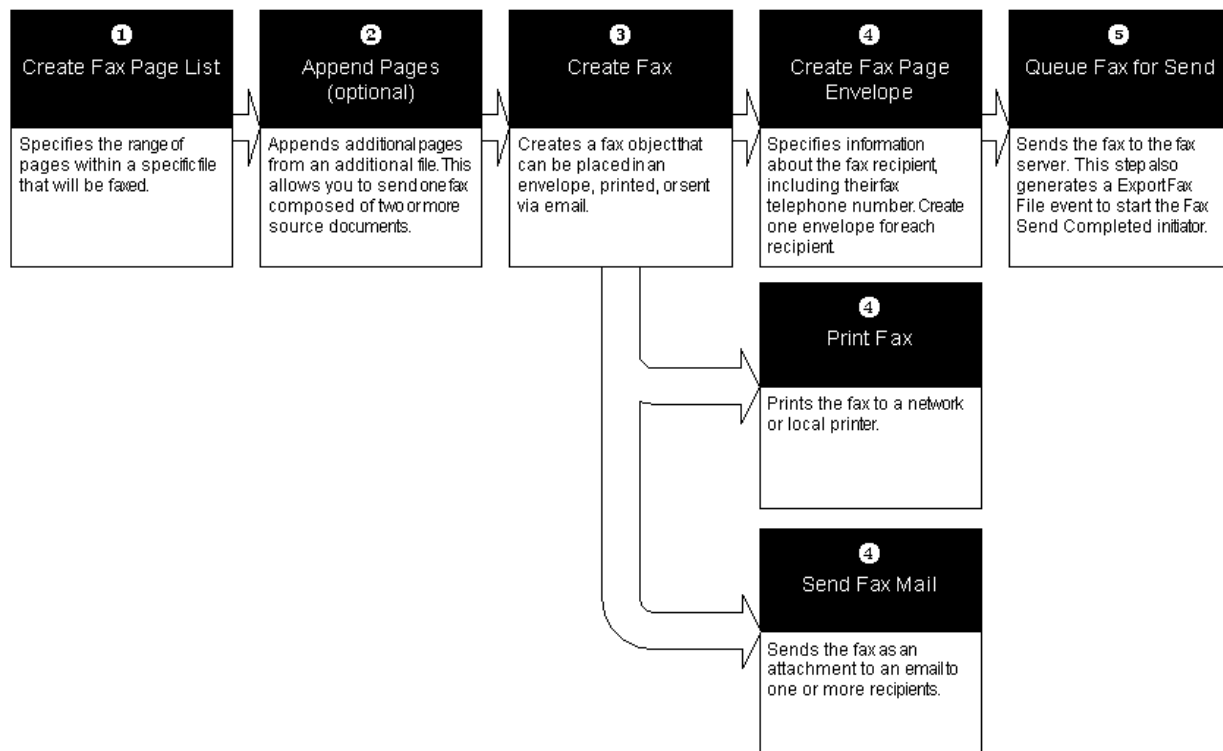 1
Create Fax Page List
Specifies the range of
pages within a specific file
that will be faxed.
2
Append Pages
(optional)
Appends additional pages
from an additional file. This
allows you to send one fax
composed of two or more
source documents.
3
Create Fax
Creates a fax object that
can be placed in an
envelope, printed, or sent
via email.
4
Create Fax Page
Envelope
Specifies information
about the fax recipient,
including their fax
telephone number. Create
one envelope for each
recipient.
5
Queue Fax for Send
Sends the fax to the fax
server. This step also
generates a Export Fax
File event to start the Fax
Send Completed initiator.
4
Print Fax
Prints the fax to a network
or local printer.
4
Send Fax Mail
Sends the fax as an
attachment to an email to
one or more recipients.